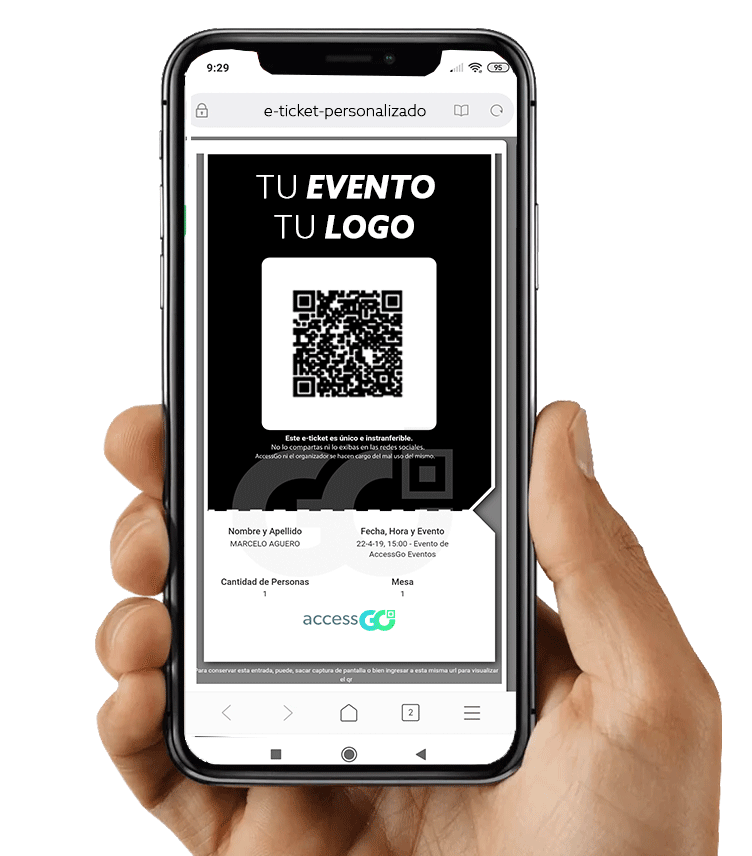 9:29
95
e-ticket-personalizado
TU EVENTO
TU LOGO
Este e-ticket es único e instranferible.
No lo compartas ni lo exibas en las redes sociales.
AccessGo ni el organizador se hacen cargo del mal uso del mismo.
GO
Nombre y Apellido
MARCELO AGUERO
Fecha, Hora y Evento
22-4-19, 15:00 - Evento de
AccessGo Eventos
Cantidad de Personas
1
Mesa
1
accessGO
Para conservar esta entrada, puede, sacar captura de pantalla o bien ingresar a esta misma url para visualizar
el qr
2